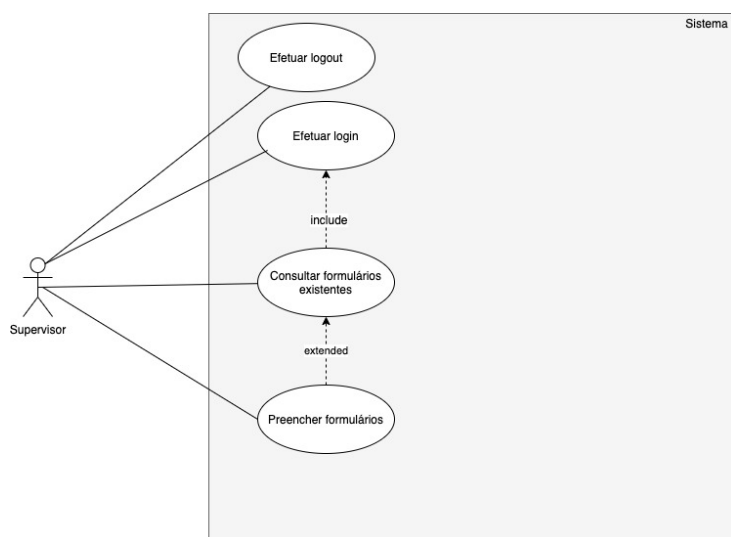 Sistema
Efetuar logout
Efetuar login
include
Consultar formulários
existentes
Supervisor
extended
Preencher formulários